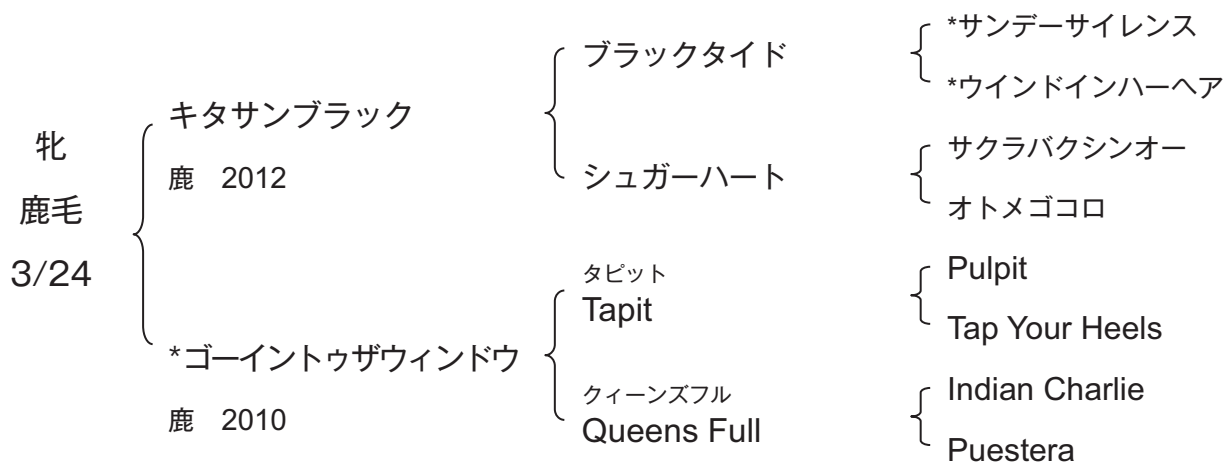 牝
鹿毛
3/24
キタサンブラック
鹿　2012
*ゴーイントゥザウィンドウ
鹿　2010
ブラックタイド
シュガーハート
タピット
Tapit
クィーンズフル
Queens Full
*サンデーサイレンス
*ウインドインハーヘア
サクラバクシンオー
オトメゴコロ
Pulpit
Tap Your Heels
Indian Charlie
Puestera